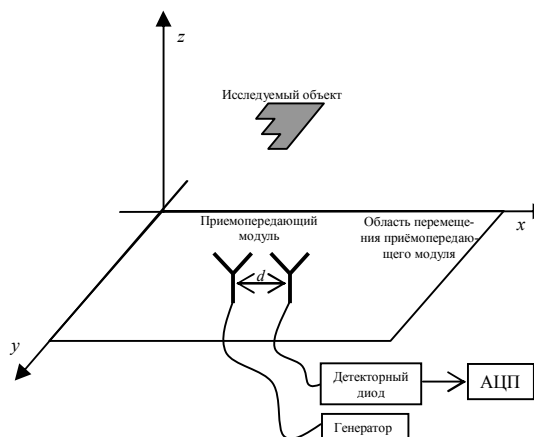 z
Исследуемый объект
Приемопередающий
модуль
Область перемеще-
ния приёмопередаю-
щего модуля
x
d
y
Детекторный
диод
АЦП
Генератор